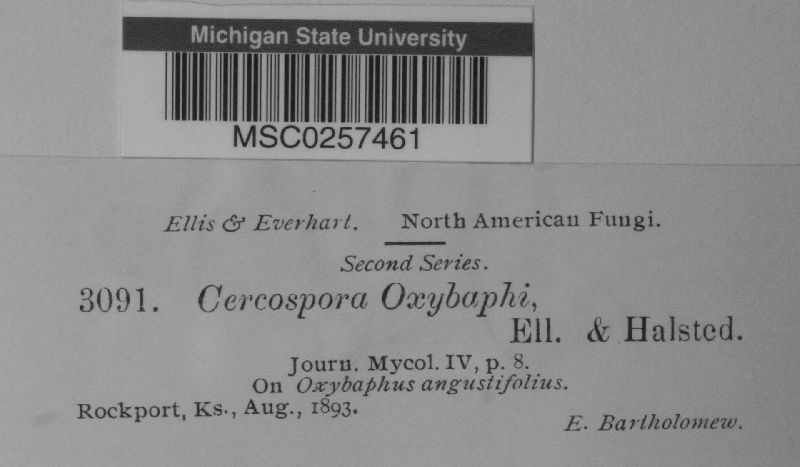 Michigan State University
MSC0257461
Ellis & Everhart. North American Fungi.
Second Series.
3091. Cercospora Oxybaphi,
Ell. & Halsted.
Journ. Mycol. IV, p. 8.
On Oxybaphus angustifolius.
Rockport, Ks., Aug., 1893.
E. Bartholomew.